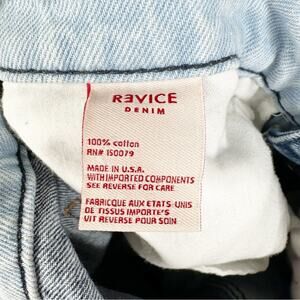 REVICE
DENIM
100% cotton
RN# 150079
MADE IN U.S.A.
WITH IMPORTED COMPONENTS
SEE REVERSE FOR CARE
FABRICQUE AUX ETATS-UNIS
DE TISSUS IMPORTE'S
VIT REVERSE POUR SOIN